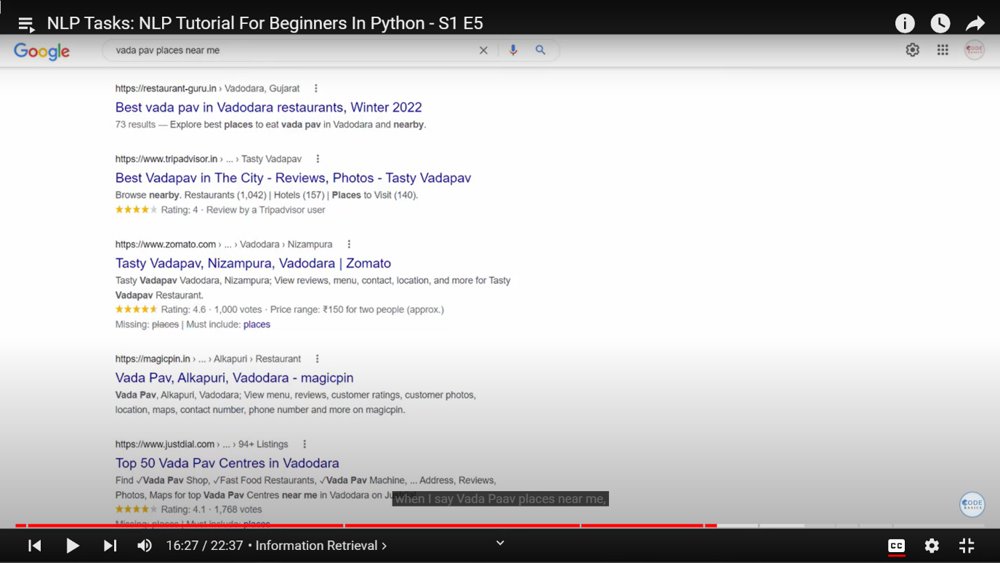 NLP Tasks: NLP Tutorial For Beginners In Python - S1 E5
Google
vada pav places near me
https://restaurant-guru.in › Vadodara, Gujarat
Best vada pav in Vadodara restaurants, Winter 2022
73 results — Explore best places to eat vada pav in Vadodara and nearby.
https://www.tripadvisor.in › ... › Tasty Vadapav
Best Vadapav in The City - Reviews, Photos - Tasty Vadapav
Browse nearby. Restaurants (1,042) | Hotels (157) | Places to Visit (140).
Rating: 4 · Review by a Tripadvisor user
https://www.zomato.com › ... › Vadodara › Nizampura
Tasty Vadapav, Nizampura, Vadodara | Zomato
Tasty Vadapav Vadodara, Nizampura; View reviews, menu, contact, location, and more for Tasty
Vadapav Restaurant.
Rating: 4.6 · 1,000 votes · Price range: ₹150 for two people (approx.)
Missing: places | Must include: places
https://magicpin.in › ... › Alkapuri › Restaurant
Vada Pav, Alkapuri, Vadodara - magicpin
Vada Pav, Alkapuri, Vadodara; View menu, reviews, customer ratings, customer photos,
location, maps, contact number, phone number and more on magicpin.
https://www.justdial.com › ... › 94+ Listings
Top 50 Vada Pav Centres in Vadodara
Find ✓Vada Pav Shop, ✓Fast Food Restaurants, ✓Vada Pav Machine, ... Address, Reviews,
Photos, Maps for top Vada Pav Centres near me in Vadodara on
when I say Vada Paav places near me,
Rating: 4.1 · 1,768 votes
Missing: places | Must include: places
CODE
BASICS
16:27 / 22:37 • Information Retrieval ›
CC